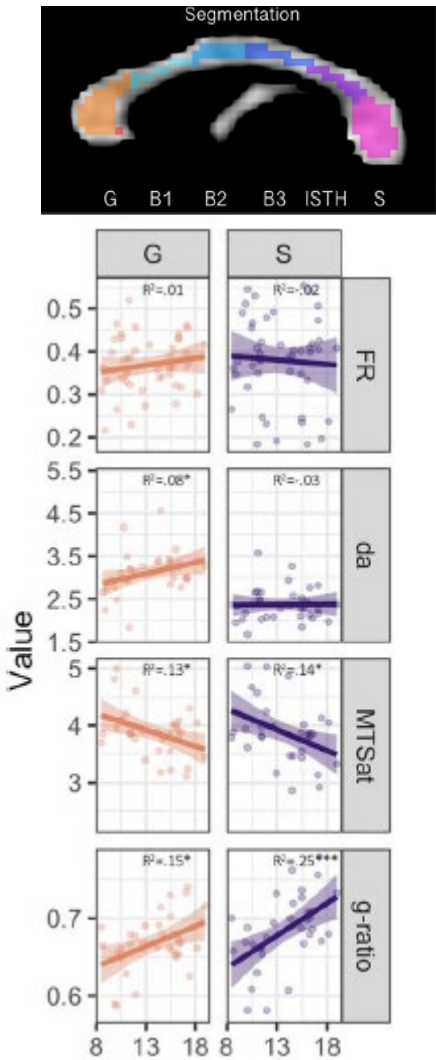 Segmentation
G B1 B2 B3 ISTH S
G S
R²=.01 R²=-.02
0.5
0.4
0.3
0.2
FR
R²=.08* R²=-.03
5.5
4.5
3.5
2.5
1.5
da
Value
R²=.13* R²=.14*
5
4
3
MTSat
R²=.15* R²=.25***
0.7
0.6
g-ratio
8 13 18 8 13 18